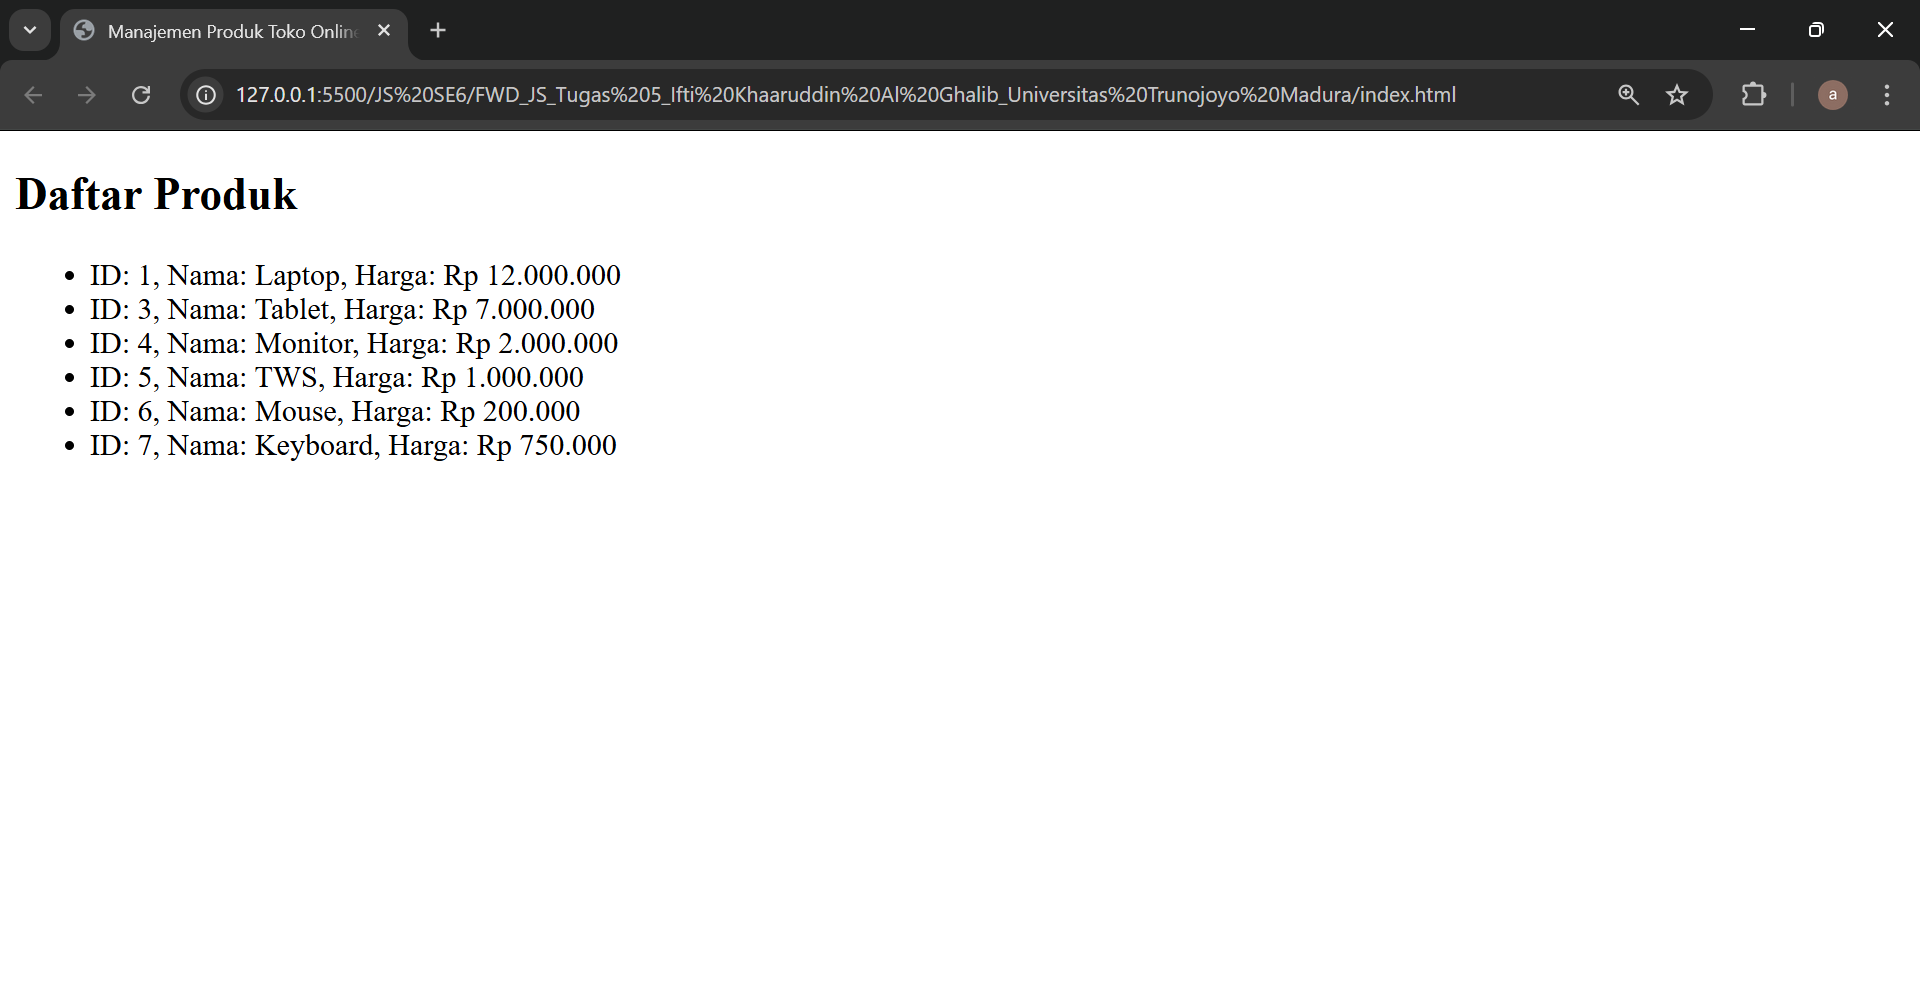 Manajemen Produk Toko Online
127.0.0.1:5500/JS%20SE6/FWD_JS_Tugas%205_Ifti%20Khaaruddin%20Al%20Ghalib_Universitas%20Trunojoyo%20Madura/index.html
a
Daftar Produk
• ID: 1, Nama: Laptop, Harga: Rp 12.000.000
• ID: 3, Nama: Tablet, Harga: Rp 7.000.000
• ID: 4, Nama: Monitor, Harga: Rp 2.000.000
• ID: 5, Nama: TWS, Harga: Rp 1.000.000
• ID: 6, Nama: Mouse, Harga: Rp 200.000
• ID: 7, Nama: Keyboard, Harga: Rp 750.000